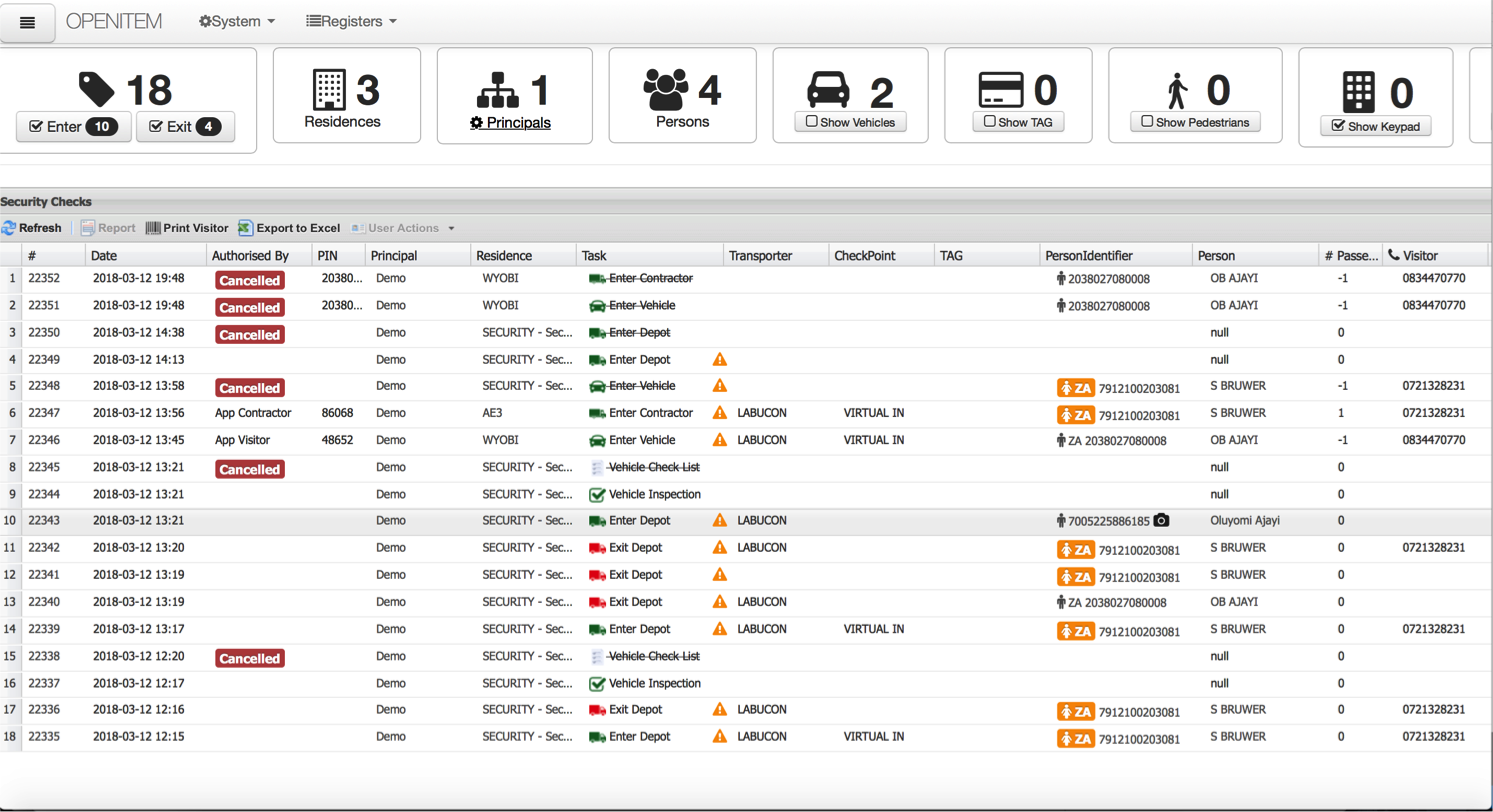 OPENITEM System Registers
18 3 1 4 2 0 0 0
Enter 10 Exit 4 Residences Principals Persons Show Vehicles Show TAG Show Pedestrians Show Keypad
Security Checks
Refresh Report Print Visitor Export to Excel User Actions
# Date Authorised By PIN Principal Residence Task Transporter CheckPoint TAG PersonIdentifier Person # Passe... Visitor
1 22352 2018-03-12 19:48 Cancelled 20380... Demo WYOBI Enter Contractor 2038027080008 OB AJAYI -1 0834470770
2 22351 2018-03-12 19:48 Cancelled 20380... Demo WYOBI Enter Vehicle 2038027080008 OB AJAYI -1 0834470770
3 22350 2018-03-12 14:38 Cancelled Demo SECURITY - Sec... Enter Depot null 0
4 22349 2018-03-12 14:13 Demo SECURITY - Sec... Enter Depot null 0
5 22348 2018-03-12 13:58 Cancelled Demo SECURITY - Sec... Enter Vehicle ZA 7912100203081 S BRUWER -1 0721328231
6 22347 2018-03-12 13:56 App Contractor 86068 Demo AE3 Enter Contractor LABUCON VIRTUAL IN ZA 7912100203081 S BRUWER 1 0721328231
7 22346 2018-03-12 13:45 App Visitor 48652 Demo WYOBI Enter Vehicle LABUCON VIRTUAL IN ZA 2038027080008 OB AJAYI -1 0834470770
8 22345 2018-03-12 13:21 Cancelled Demo SECURITY - Sec... Vehicle Check List null 0
9 22344 2018-03-12 13:21 Demo SECURITY - Sec... Vehicle Inspection null 0
10 22343 2018-03-12 13:21 Demo SECURITY - Sec... Enter Depot LABUCON 7005225886185 Oluyomi Ajayi 0
11 22342 2018-03-12 13:20 Demo SECURITY - Sec... Exit Depot LABUCON ZA 7912100203081 S BRUWER 0 0721328231
12 22341 2018-03-12 13:19 Demo SECURITY - Sec... Exit Depot ZA 7912100203081 S BRUWER 0
13 22340 2018-03-12 13:19 Demo SECURITY - Sec... Exit Depot LABUCON ZA 2038027080008 OB AJAYI 0
14 22339 2018-03-12 13:17 Demo SECURITY - Sec... Enter Depot LABUCON VIRTUAL IN ZA 7912100203081 S BRUWER 0 0721328231
15 22338 2018-03-12 12:20 Cancelled Demo SECURITY - Sec... Vehicle Check List null 0
16 22337 2018-03-12 12:17 Demo SECURITY - Sec... Vehicle Inspection null 0
17 22336 2018-03-12 12:16 Demo SECURITY - Sec... Exit Depot LABUCON ZA 7912100203081 S BRUWER 0 0721328231
18 22335 2018-03-12 12:15 Demo SECURITY - Sec... Enter Depot LABUCON VIRTUAL IN ZA 7912100203081 S BRUWER 0 0721328231